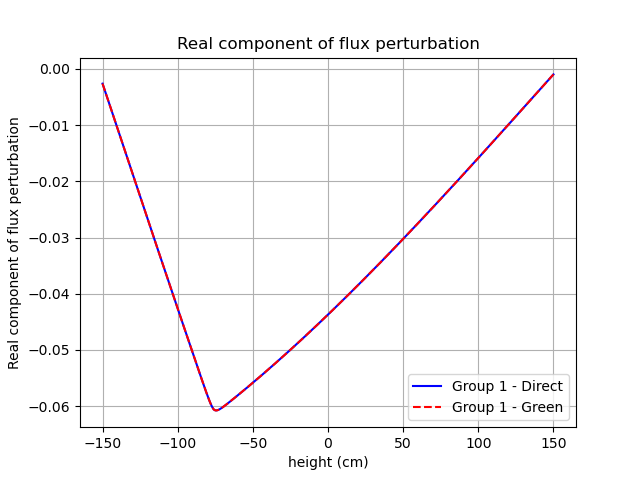 Real component of flux perturbation
Real component of flux perturbation
0.00
−0.01
−0.02
−0.03
−0.04
−0.05
−0.06
Group 1 - Direct
Group 1 - Green
−150
−100
−50
0
50
100
150
height (cm)